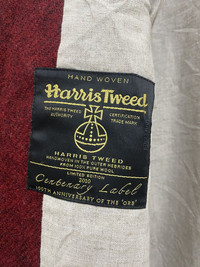 HAND WOVEN
Harris Tweed
THE HARRIS TWEED CERTIFICATION
AUTHORITY TRADE MARK
HARRIS TWEED
HANDWOVEN IN THE OUTER HEBRIDES
FROM 100% PURE WOOL
LIMITED EDITION
2010
Centenary Label
100TH ANNIVERSARY OF THE 'ORB'